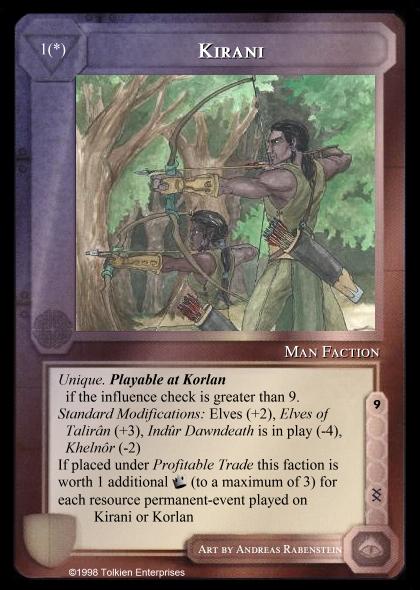 1(*)
KIRANI
MAN FACTION
Unique. Playable at Korlan
if the influence check is greater than 9.
Standard Modifications: Elves (+2), Elves of
Talirân (+3), Indûr Dawndeath is in play (-4),
Khelnôr (-2)
If placed under Profitable Trade this faction is
worth 1 additional (to a maximum of 3) for
each resource permanent-event played on
Kirani or Korlan
9
ART BY ANDREAS RABENSTEIN
©1998 Tolkien Enterprises